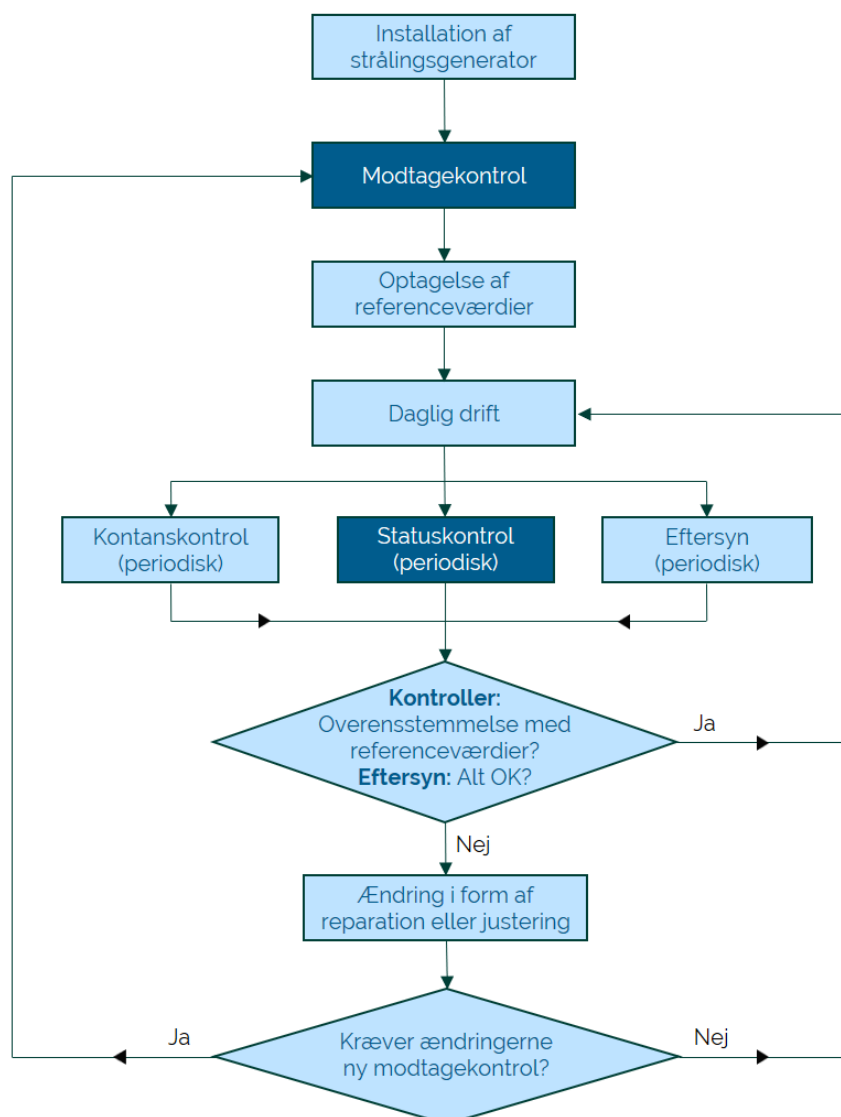 Installation af
strålingsgenerator
Modtagekontrol
Optagelse af
referenceværdier
Daglig drift
Kontanskontrol
(periodisk)
Statuskontrol
(periodisk)
Eftersyn
(periodisk)
Kontroller:
Overensstemmelse med
referenceværdier?
Eftersyn: Alt OK?
Ja
Nej
Ændring i form af
reparation eller justering
Ja
Kræver ændringerne
ny modtagekontrol?
Nej